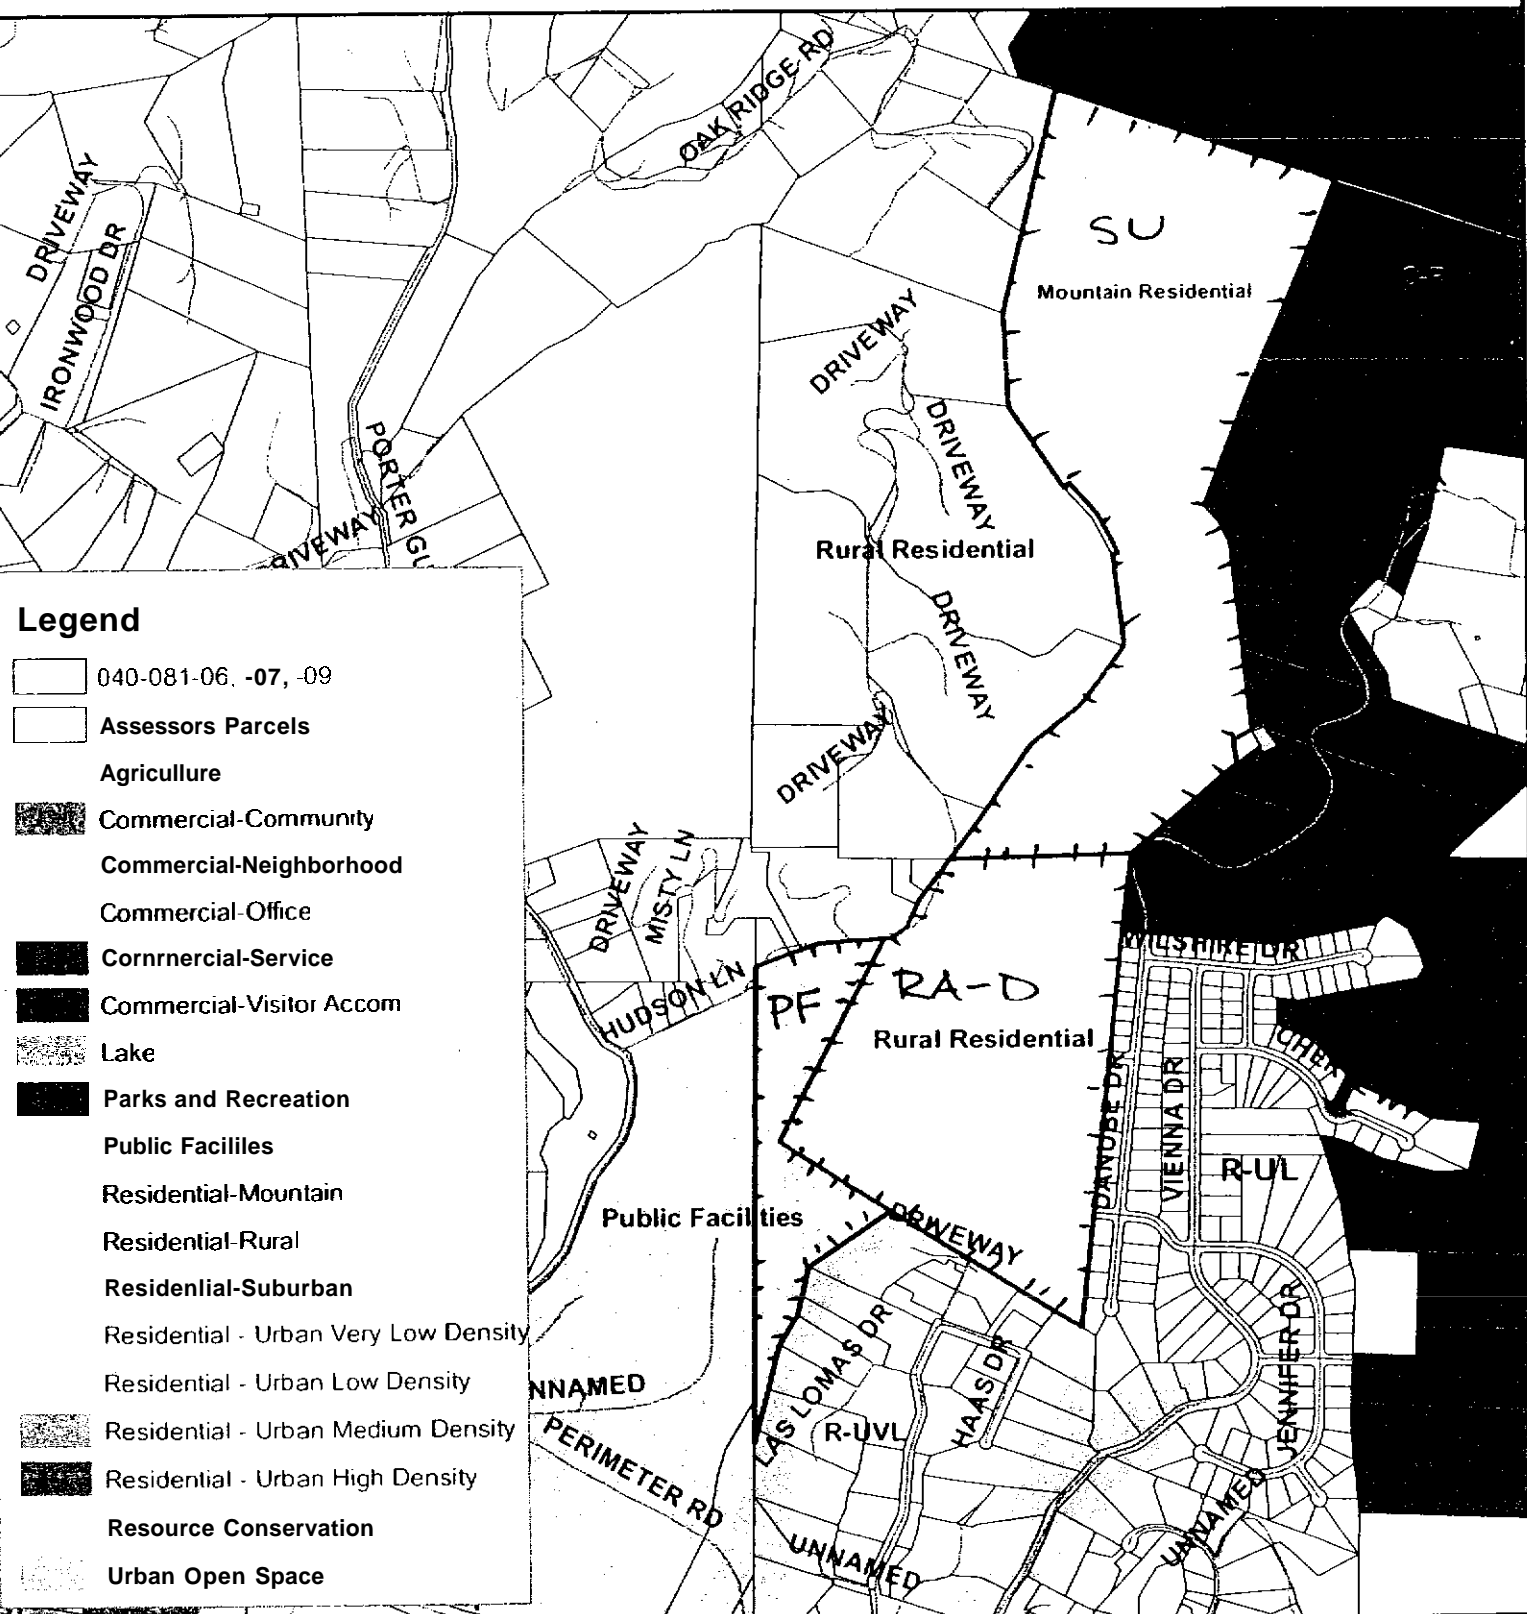 OAK RIDGE RD
DRIVEWAY
IRONWOOD DR
SU
Mountain Residential
DRIVEWAY
DRIVEWAY
PORTER GU
RIVEWAY
Rural Residential
DRIVEWAY
DRIVEWAY
Legend
040-081-06, -07, -09
Assessors Parcels
Agricullure
Commercial-Community
Commercial-Neighborhood
Commercial-Office
Cornrnercial-Service
Commercial-Visitor Accom
Lake
Parks and Recreation
Public Facililes
Residential-Mountain
Residential-Rural
Residenlial-Suburban
Residential - Urban Very Low Density
Residential - Urban Low Density
Residential - Urban Medium Density
Residential - Urban High Density
Resource Conservation
Urban Open Space
DRIVEWAY
MISTY LN
HUDSON LN
PF
RA-D
Rural Residential
WILSHIRE DR
DANUBE DR
VIENNA DR
R-UL
Public Facilities
DRIVEWAY
LAS LOMAS DR
HAAS DR
JENNIFER DR
R-UVL
NNAMED
PERIMETER RD
UNNAMED
UNNAMED